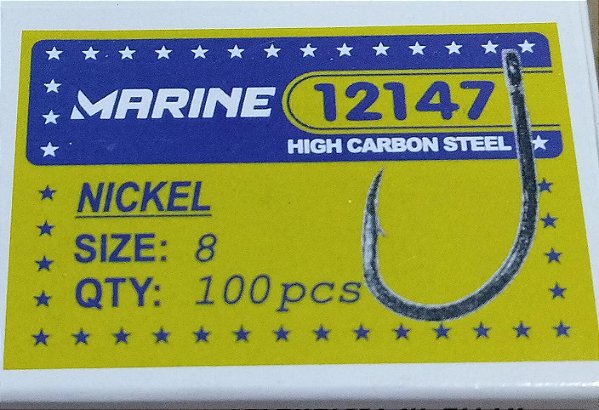 MARINE 12147
HIGH CARBON STEEL
NICKEL
SIZE: 8
QTY: 100pcs